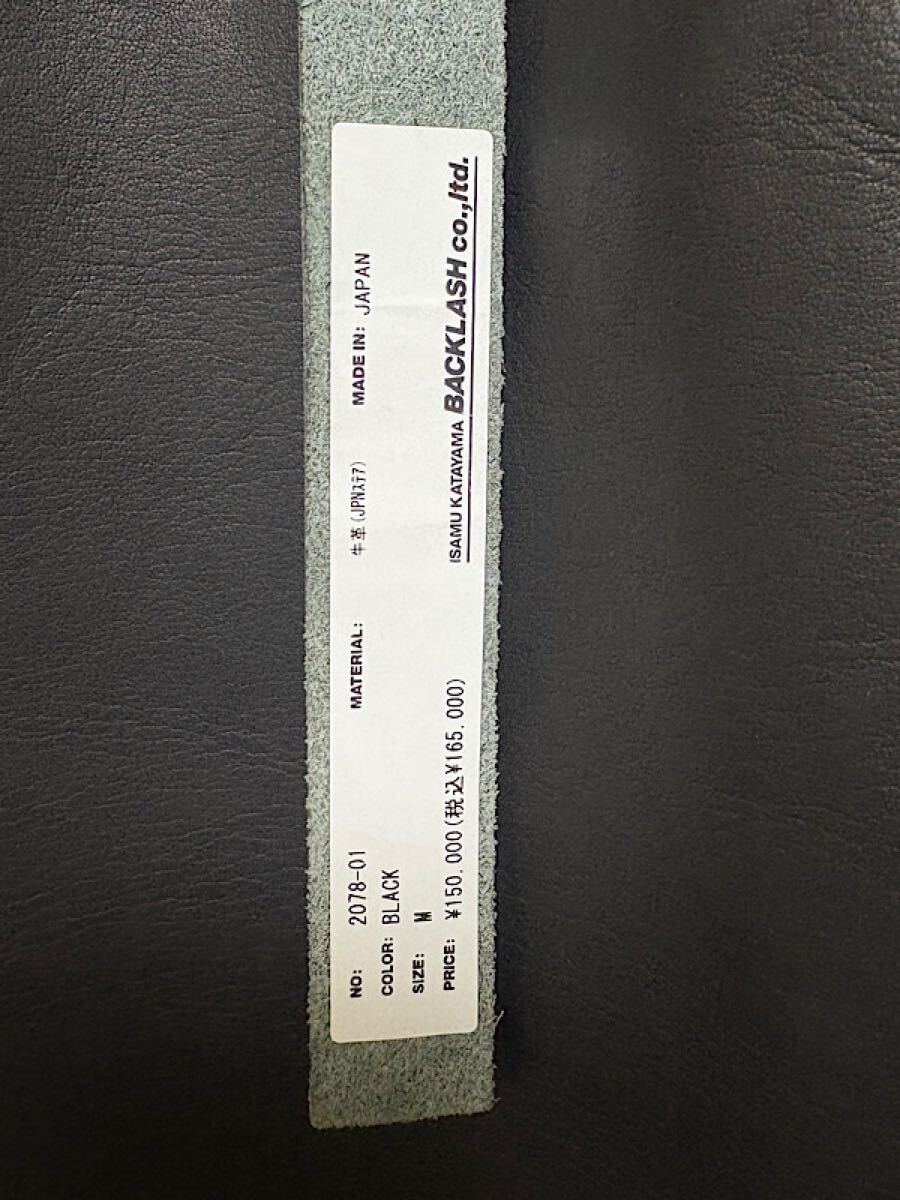 NO: 2078-01
COLOR: BLACK
SIZE: M
PRICE: ¥150,000(税込¥165,000)
MATERIAL: 牛革(JPNステア)
MADE IN: JAPAN
ISAMU KATAYAMA BACKLASH co.,ltd.